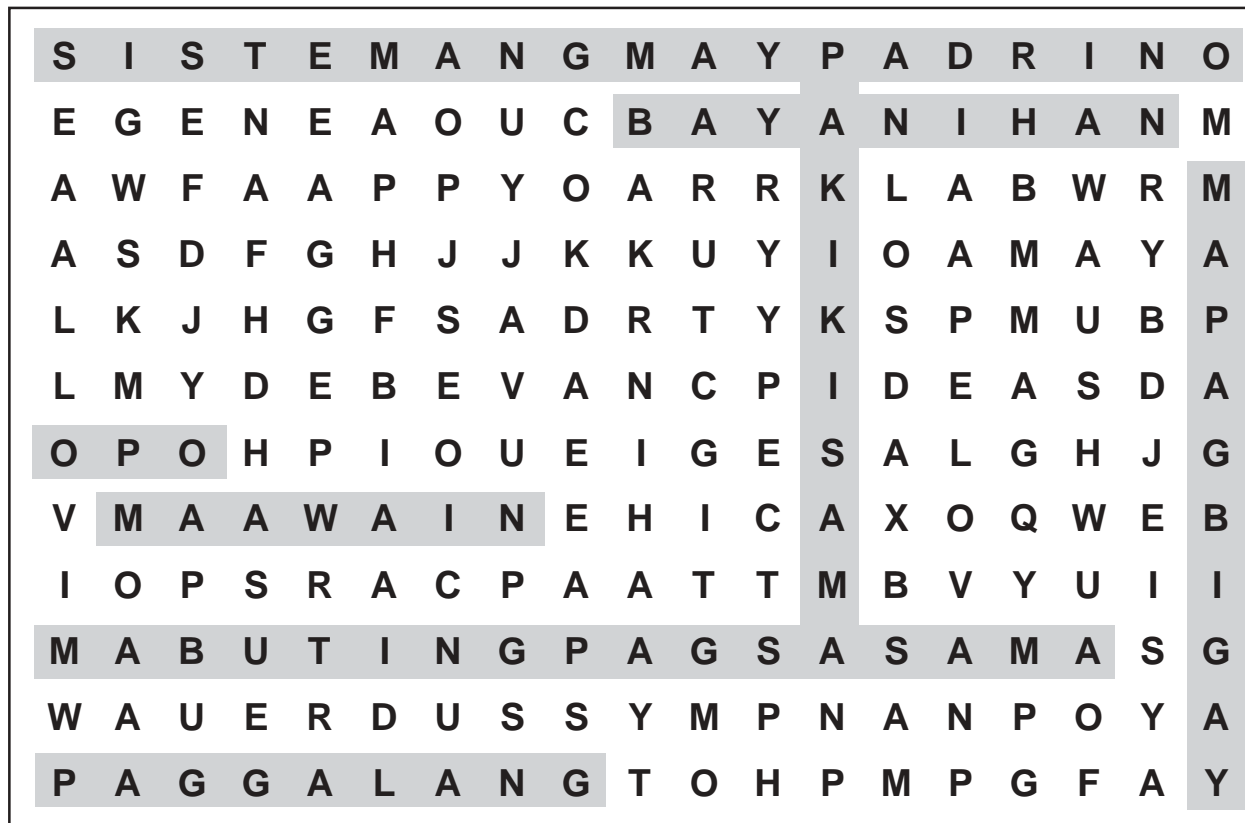 S I S T E M A N G M A Y P A D R I N O
E G E N E A O U C B A Y A N I H A N M
A W F A A P P Y O A R R K L A B W R M
A S D F G H J J K K U Y I O A M A Y A
L K J H G F S A D R T Y K S P M U B P
L M Y D E B E V A N C P I D E A S D A
O P O H P I O U E I G E S A L G H J G
V M A A W A I N E H I C A X O Q W E B
I O P S R A C P A A T T M B V Y U I I
M A B U T I N G P A G S A S A M A S G
W A U E R D U S S Y M P N A N P O Y A
P A G G A L A N G T O H P M P G F A Y